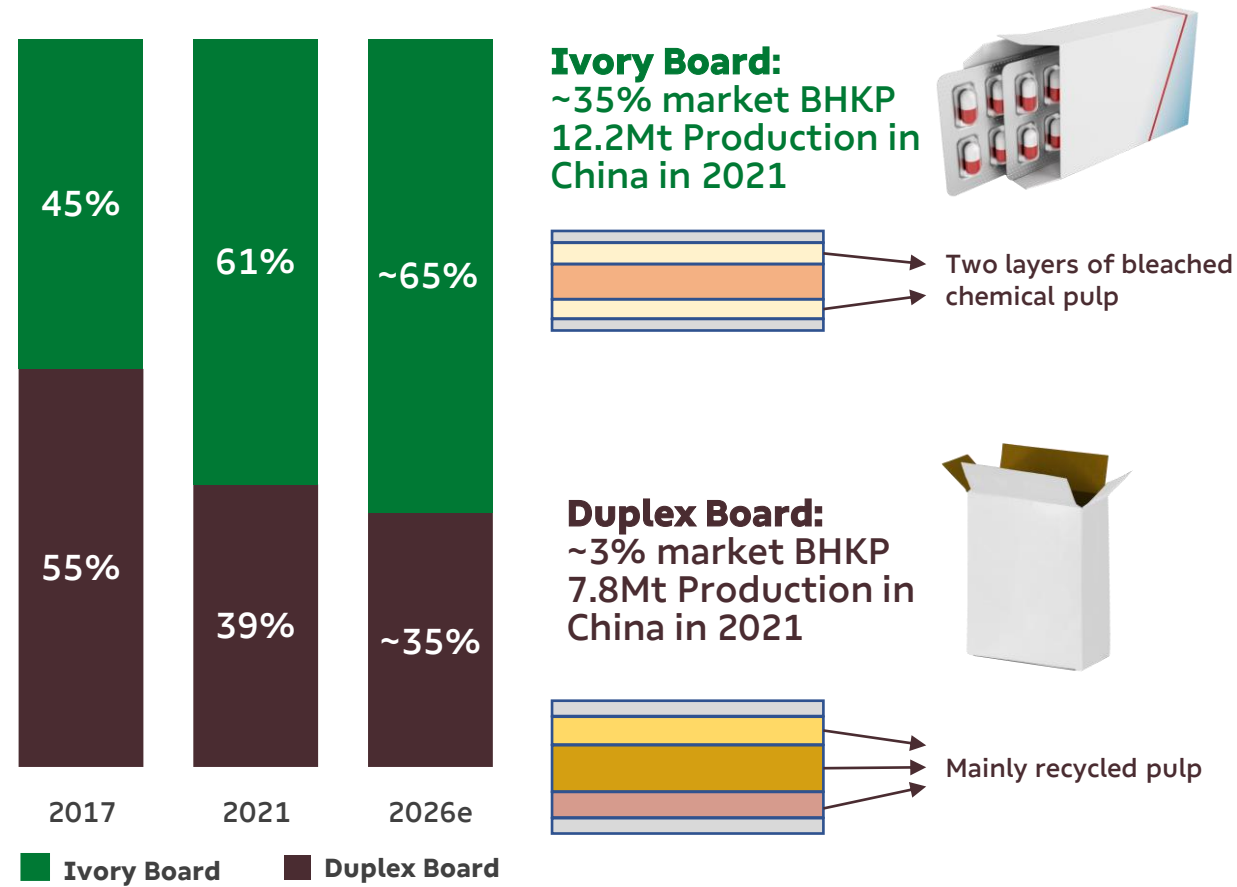 45%
55%
61%
39%
~65%
~35%
2017
2021
2026e
Ivory Board
Duplex Board
Ivory Board:
~35% market BHKP
12.2Mt Production in
China in 2021
Two layers of bleached
chemical pulp
Duplex Board:
~3% market BHKP
7.8Mt Production in
China in 2021
Mainly recycled pulp